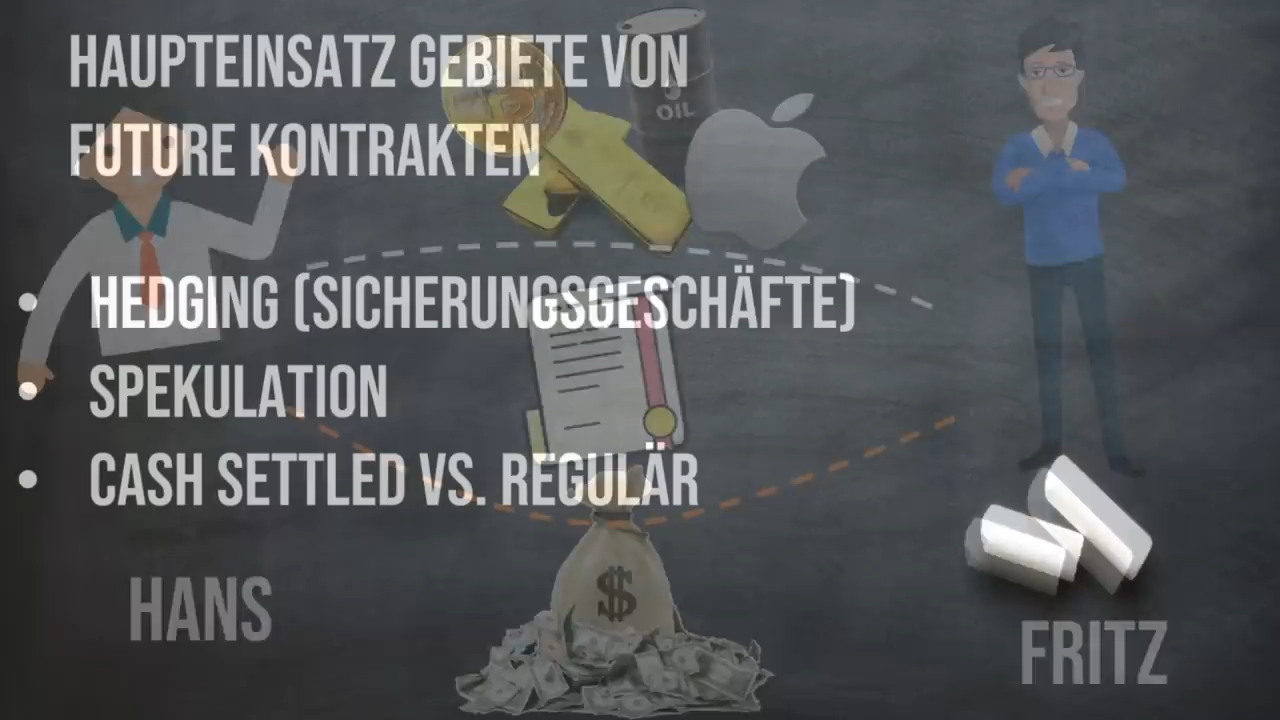 HAUPTEINSATZ GEBIETE VON
FUTURE KONTRAKTEN
OIL
• HEDGING (SICHERUNGSGESCHÄFTE)
• SPEKULATION
• CASH SETTLED VS. REGULÄR
$
HANS
FRITZ